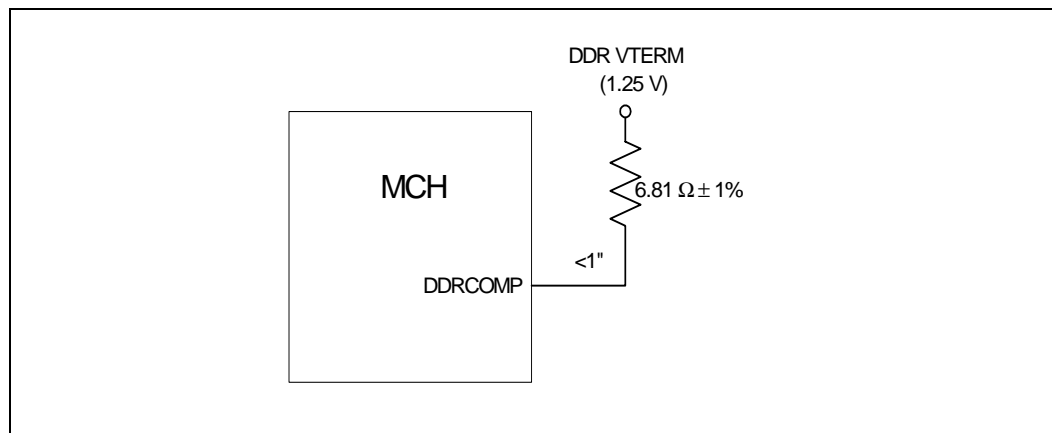 DDR VTERM
(1.25 V)
MCH
6.81 Ω ± 1%
<1"
DDRCOMP